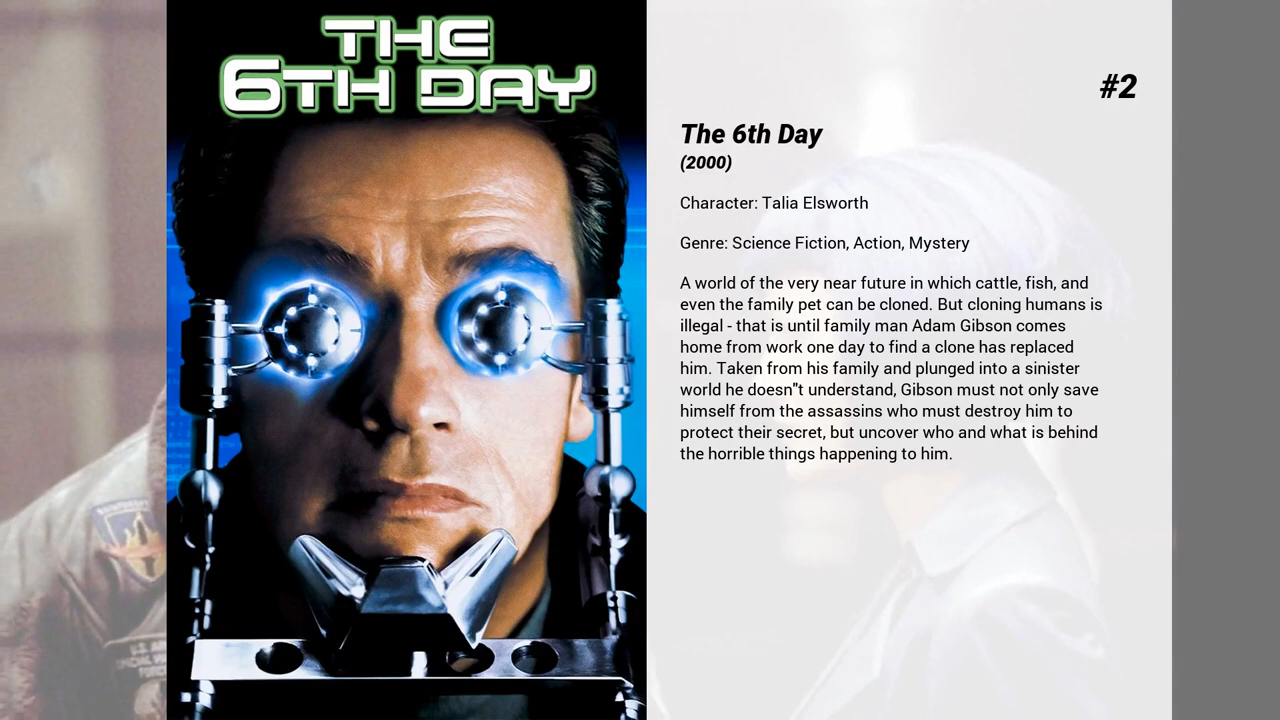 THE
6TH DAY
#2
The 6th Day
(2000)
Character: Talia Elsworth
Genre: Science Fiction, Action, Mystery
A world of the very near future in which cattle, fish, and
even the family pet can be cloned. But cloning humans is
illegal - that is until family man Adam Gibson comes
home from work one day to find a clone has replaced
him. Taken from his family and plunged into a sinister
world he doesn"t understand, Gibson must not only save
himself from the assassins who must destroy him to
protect their secret, but uncover who and what is behind
the horrible things happening to him.